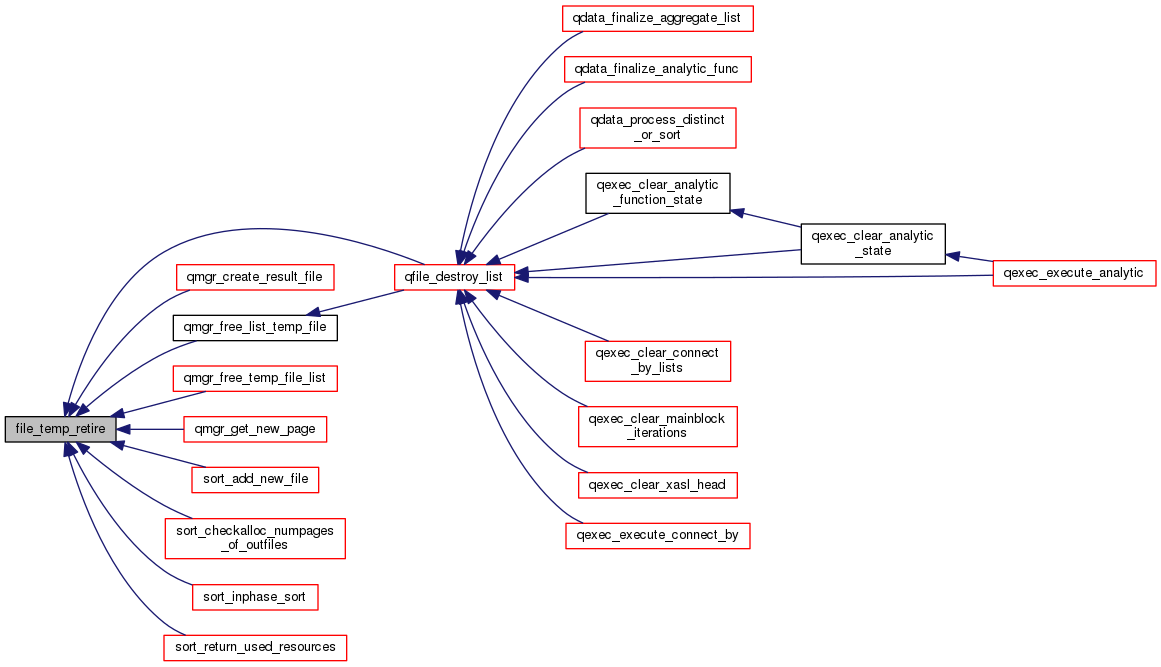 qdata_finalize_aggregate_list
qdata_finalize_analytic_func
qdata_process_distinct
_or_sort
qexec_clear_analytic
_function_state
qexec_clear_analytic
_state
qfile_destroy_list
qexec_execute_analytic
qmgr_create_result_file
qmgr_free_list_temp_file
qexec_clear_connect
_by_lists
qmgr_free_temp_file_list
qexec_clear_mainblock
_iterations
file_temp_retire
qmgr_get_new_page
sort_add_new_file
qexec_clear_xasl_head
sort_checkalloc_numpages
_of_outfiles
qexec_execute_connect_by
sort_inphase_sort
sort_return_used_resources